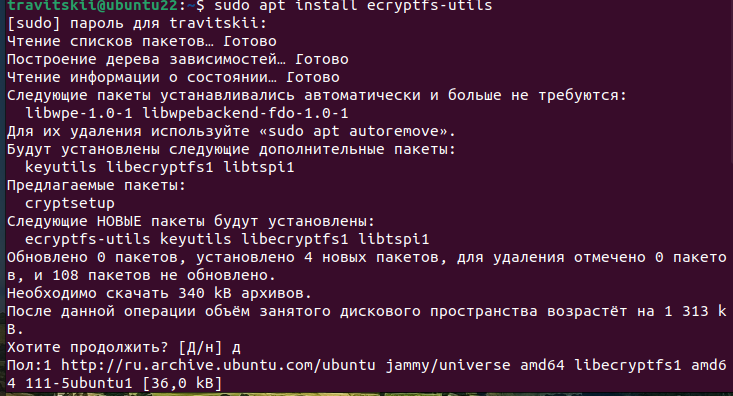 travitskii@ubuntu22:~$ sudo apt install ecryptfs-utils
[sudo] пароль для travitskii:
Чтение списков пакетов… Готово
Построение дерева зависимостей… Готово
Чтение информации о состоянии… Готово
Следующие пакеты устанавливались автоматически и больше не требуются:
  libwpe-1.0-1 libwpebackend-fdo-1.0-1
Для их удаления используйте «sudo apt autoremove».
Будут установлены следующие дополнительные пакеты:
  keyutils libecryptfs1 libtspi1
Предлагаемые пакеты:
  cryptsetup
Следующие НОВЫЕ пакеты будут установлены:
  ecryptfs-utils keyutils libecryptfs1 libtspi1
Обновлено 0 пакетов, установлено 4 новых пакетов, для удаления отмечено 0 пакето
в, и 108 пакетов не обновлено.
Необходимо скачать 340 kB архивов.
После данной операции объём занятого дискового пространства возрастёт на 1 313 k
B.
Хотите продолжить? [Д/н] д
Пол:1 http://ru.archive.ubuntu.com/ubuntu jammy/universe amd64 libecryptfs1 amd6
4 111-5ubuntu1 [36,0 kB]